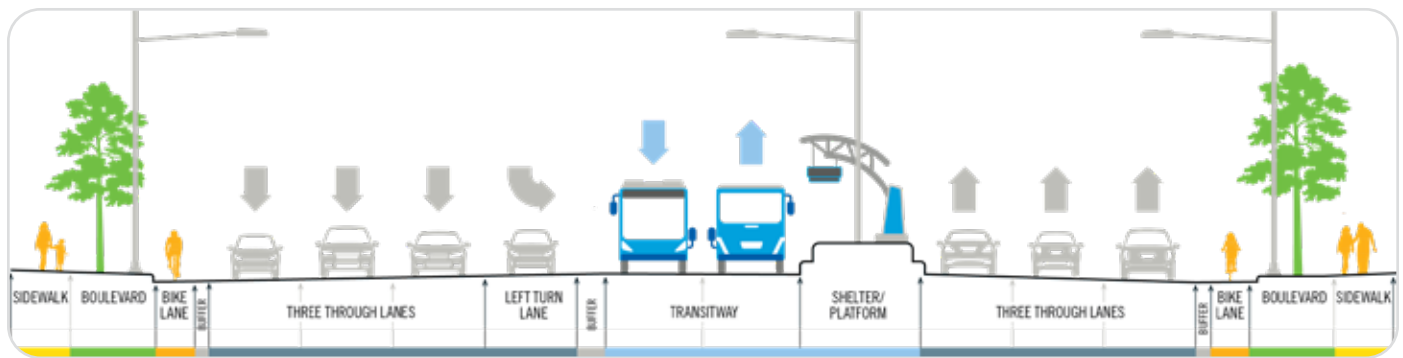 SIDEWALK
BOULEVARD
BIKE
LANE
BUFFER
THREE THROUGH LANES
LEFT TURN
LANE
BUFFER
TRANSITWAY
SHELTER/
PLATFORM
THREE THROUGH LANES
BUFFER
BIKE
LANE
BOULEVARD
SIDEWALK